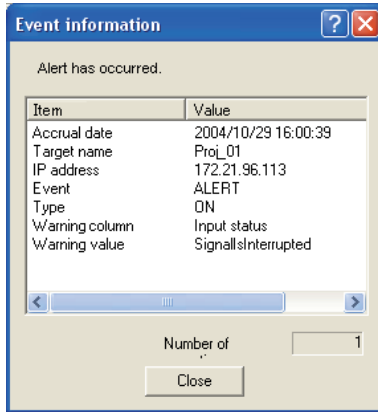 Event information
Alert has occurred.
Item Value
Accrual date 2004/10/29 16:00:39
Target name Proj_01
IP address 172.21.96.113
Event ALERT
Type ON
Warning column Input status
Warning value SignalIsInterrupted
Number of 1
Close